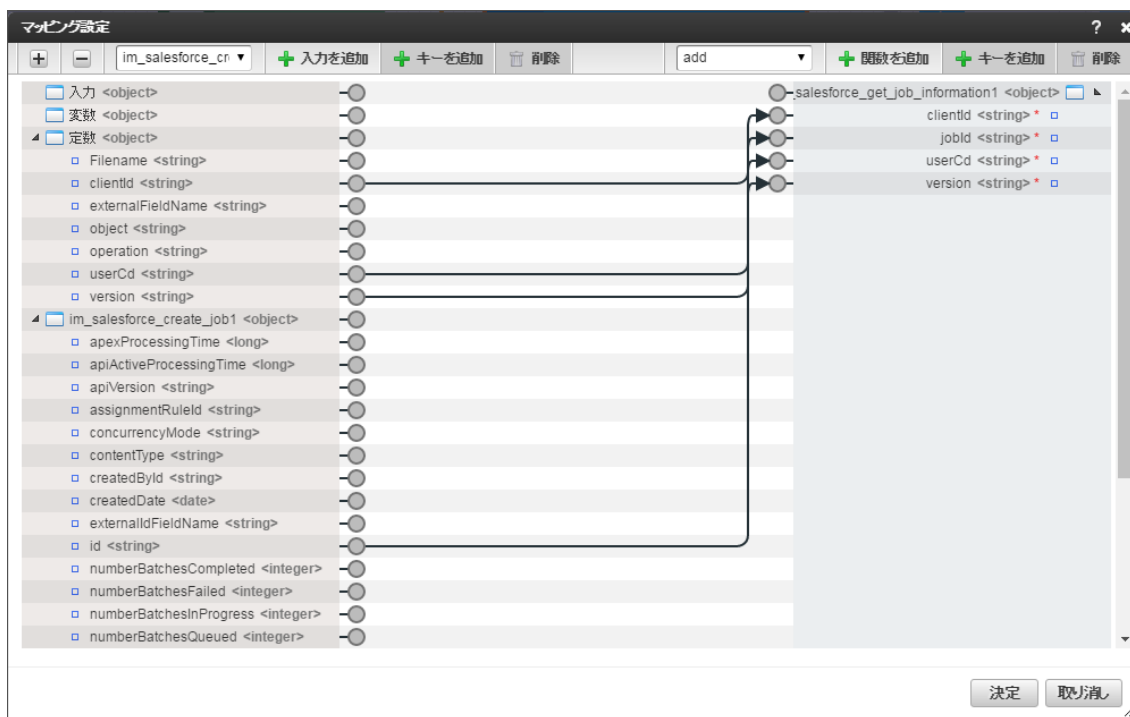 マッピング設定 ?
im_salesforce_cr 入力を追加 キーを追加 削除 add 関数を追加 キーを追加 削除
入力 <object> salesforce_get_job_information1 <object>
変数 <object> clientId <string> *
定数 <object> jobId <string> *
Filename <string> userCd <string> *
clientId <string> version <string> *
externalFieldName <string>
object <string>
operation <string>
userCd <string>
version <string>
im_salesforce_create_job1 <object>
apexProcessingTime <long>
apiActiveProcessingTime <long>
apiVersion <string>
assignmentRuleId <string>
concurrencyMode <string>
contentType <string>
createdById <string>
createdDate <date>
externalIdFieldName <string>
id <string>
numberBatchesCompleted <integer>
numberBatchesFailed <integer>
numberBatchesInProgress <integer>
numberBatchesQueued <integer>
決定 取り消し